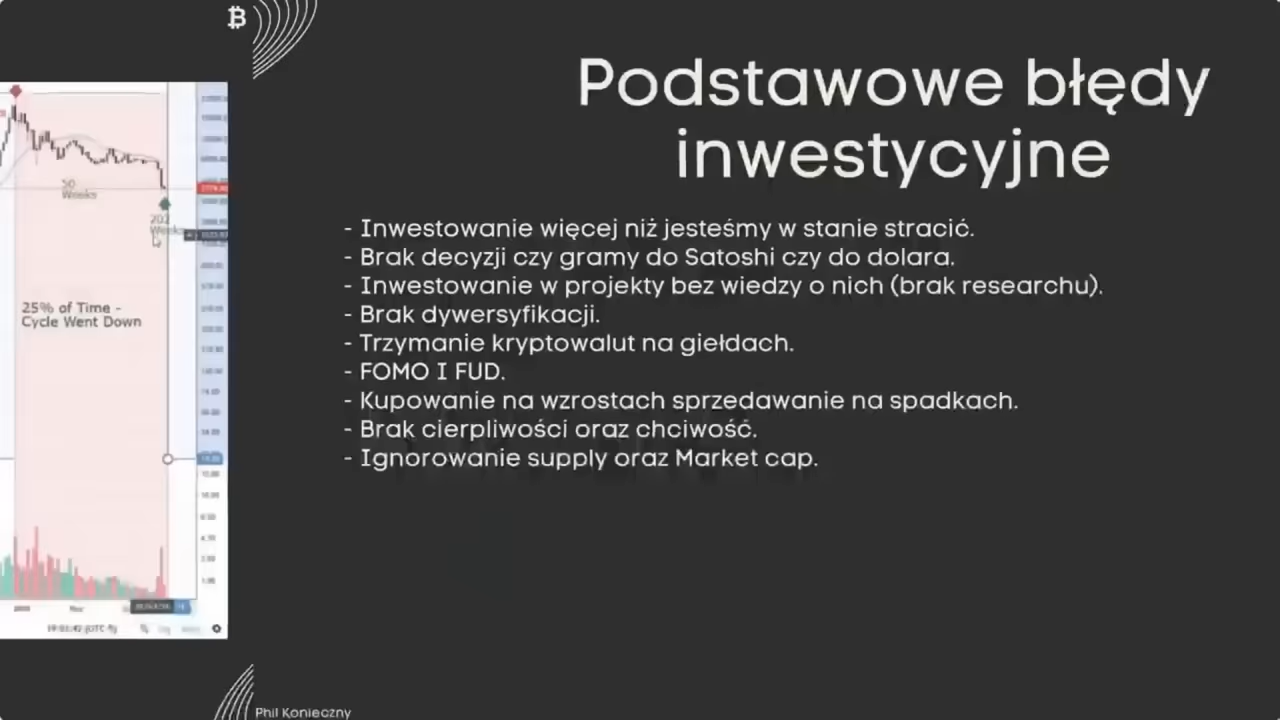 Podstawowe błędy
inwestycyjne
- Inwestowanie więcej niż jesteśmy w stanie stracić.
- Brak decyzji czy gramy do Satoshi czy do dolara.
- Inwestowanie w projekty bez wiedzy o nich (brak researchu).
- Brak dywersyfikacji.
- Trzymanie kryptowalut na giełdach.
- FOMO I FUD.
- Kupowanie na wzrostach sprzedawanie na spadkach.
- Brak cierpliwości oraz chciwość.
- Ignorowanie supply oraz Market cap.
50
Weeks
202
Weeks
25% of Time -
Cycle Went Down
Phil Konieczny